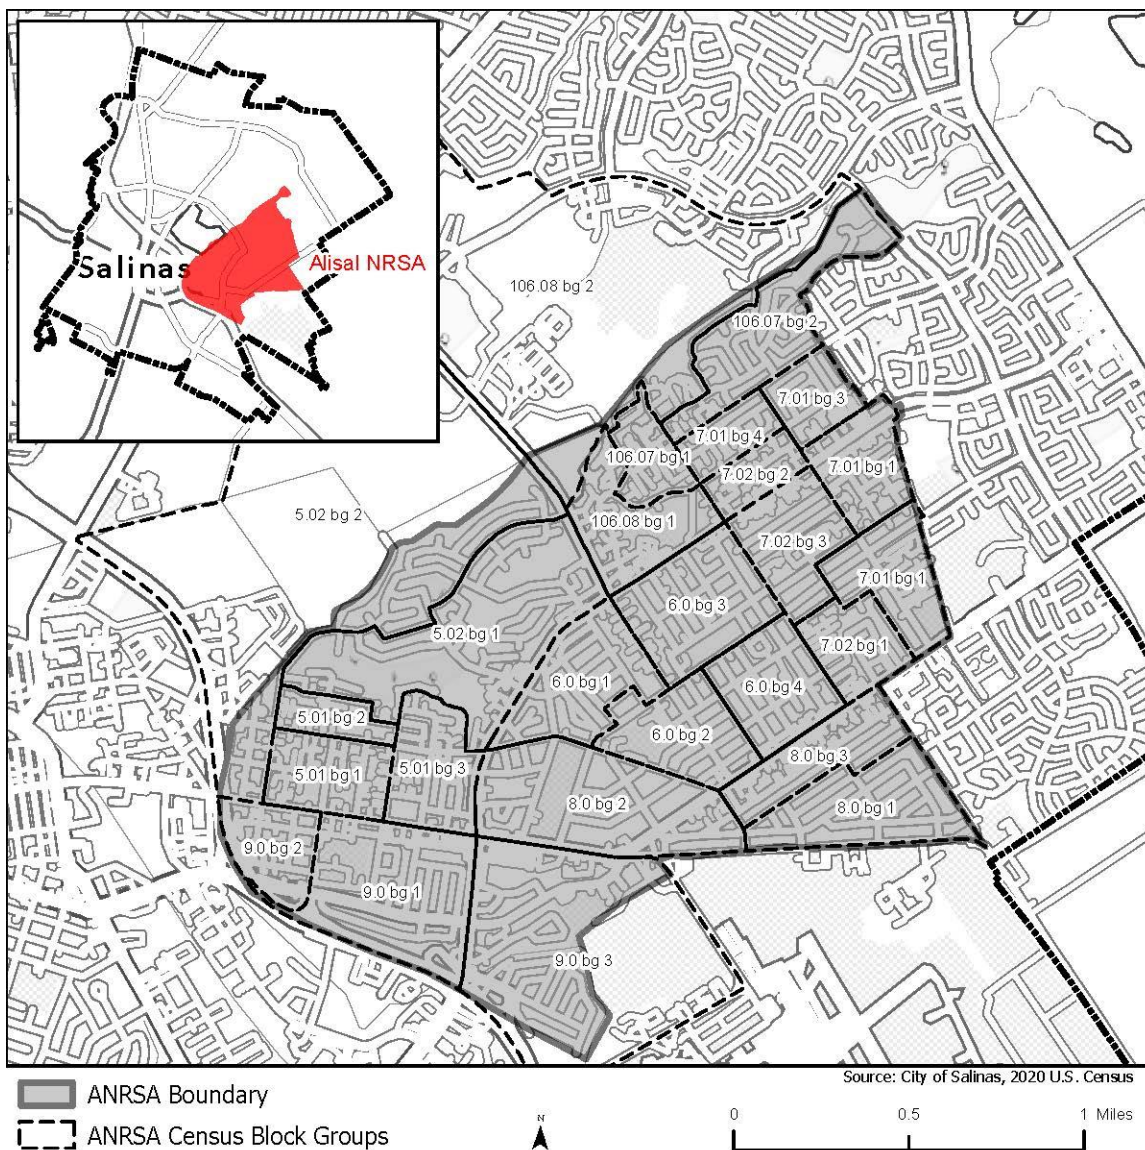 Salinas
Alisal NRSA
106.08 bg 2
106.07 bg 2
7.01 bg 3
7.01 bg 4
106.07 bg 1
7.02 bg 2
7.01 bg 1
5.02 bg 2
106.08 bg 1
7.02 bg 3
7.01 bg 1
6.0 bg 3
5.02 bg 1
7.02 bg 1
6.0 bg 1
6.0 bg 4
5.01 bg 2
6.0 bg 2
8.0 bg 3
5.01 bg 1
5.01 bg 3
8.0 bg 2
8.0 bg 1
9.0 bg 2
9.0 bg 1
9.0 bg 3
Source: City of Salinas, 2020 U.S. Census
ANRSA Boundary
ANRSA Census Block Groups
N
0 0.5 1 Miles